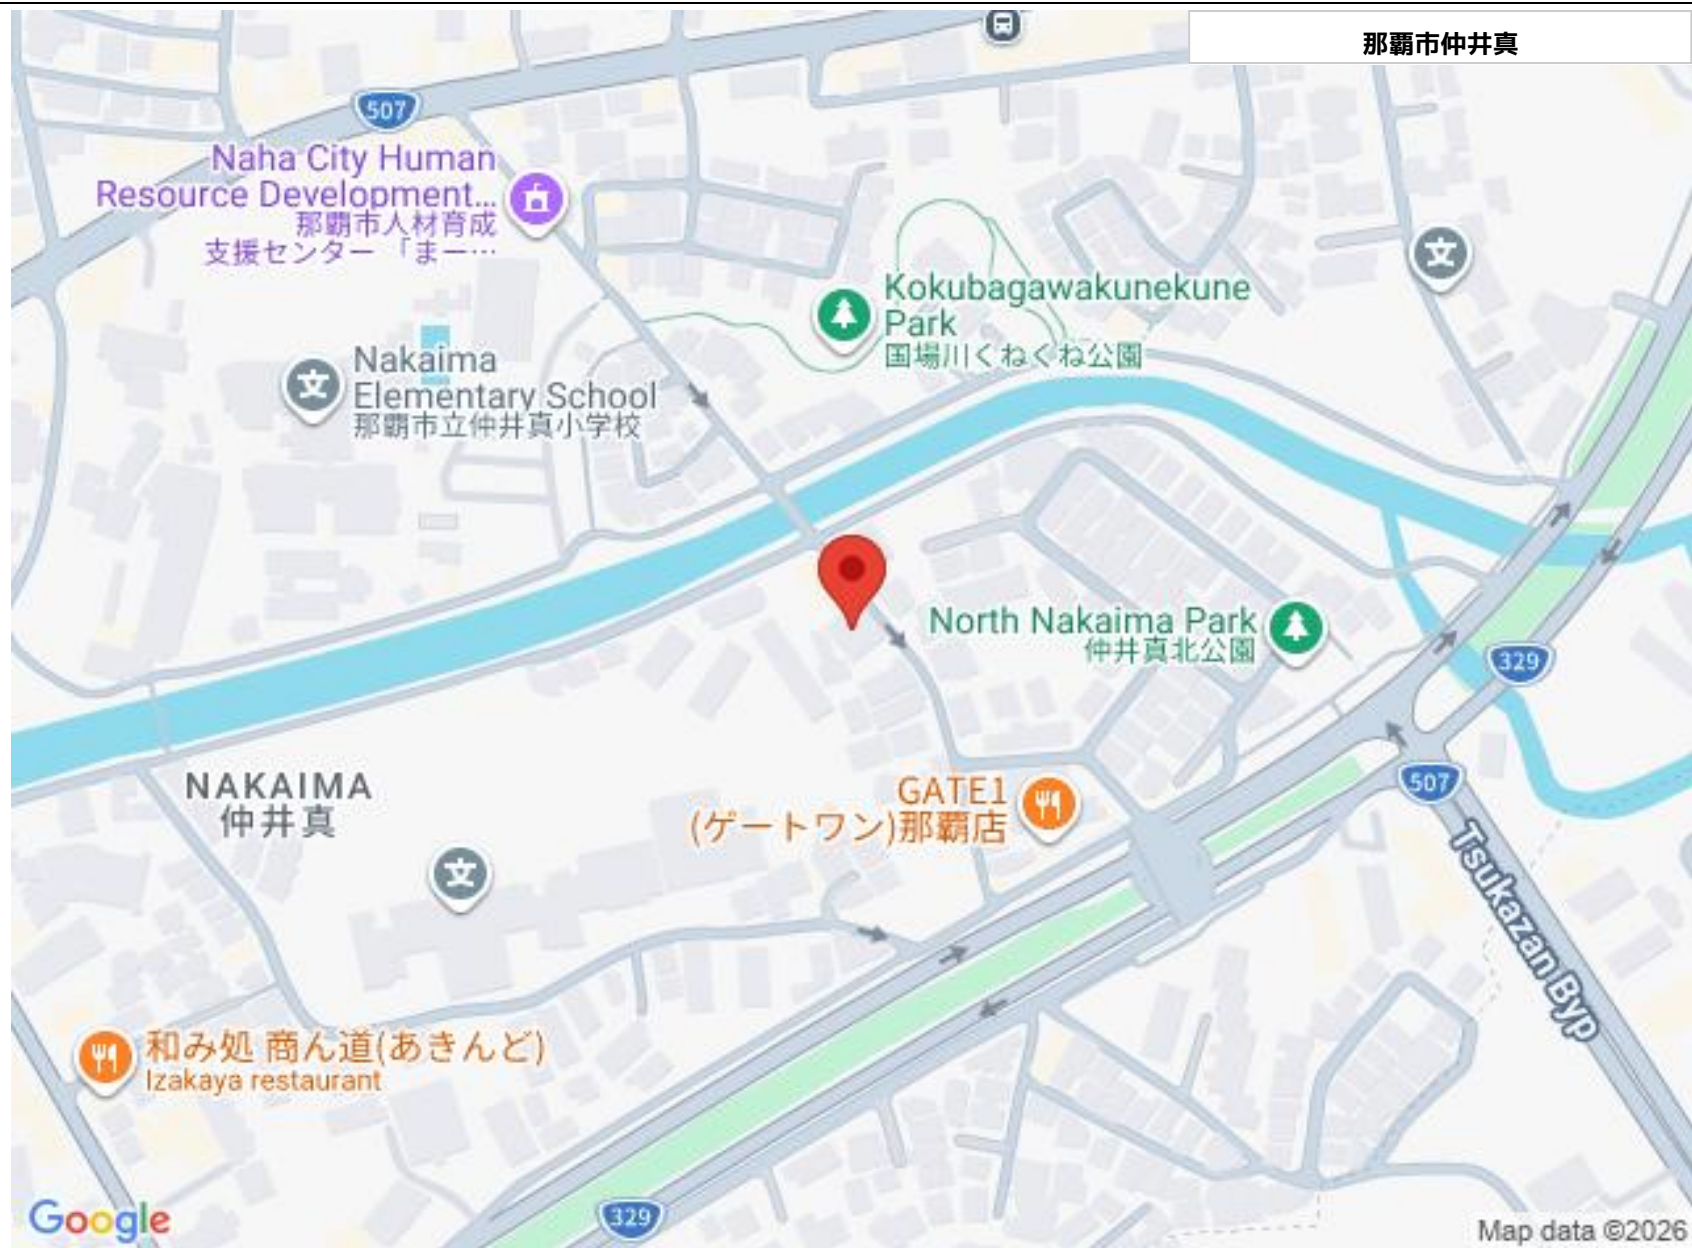 那覇市仲井真
507
Naha City Human
Resource Development...
那覇市人材育成
支援センター「まー…
Kokubagawakunekune
Park
国場川くねくね公園
文
文
Nakaima
Elementary School
那覇市立仲井真小学校
North Nakaima Park
仲井真北公園
329
NAKAIMA
仲井真
GATE1
(ゲートワン)那覇店
507
文
Tsukazan Byp
和み処 商ん道(あきんど)
Izakaya restaurant
329
Google
Map data ©2026